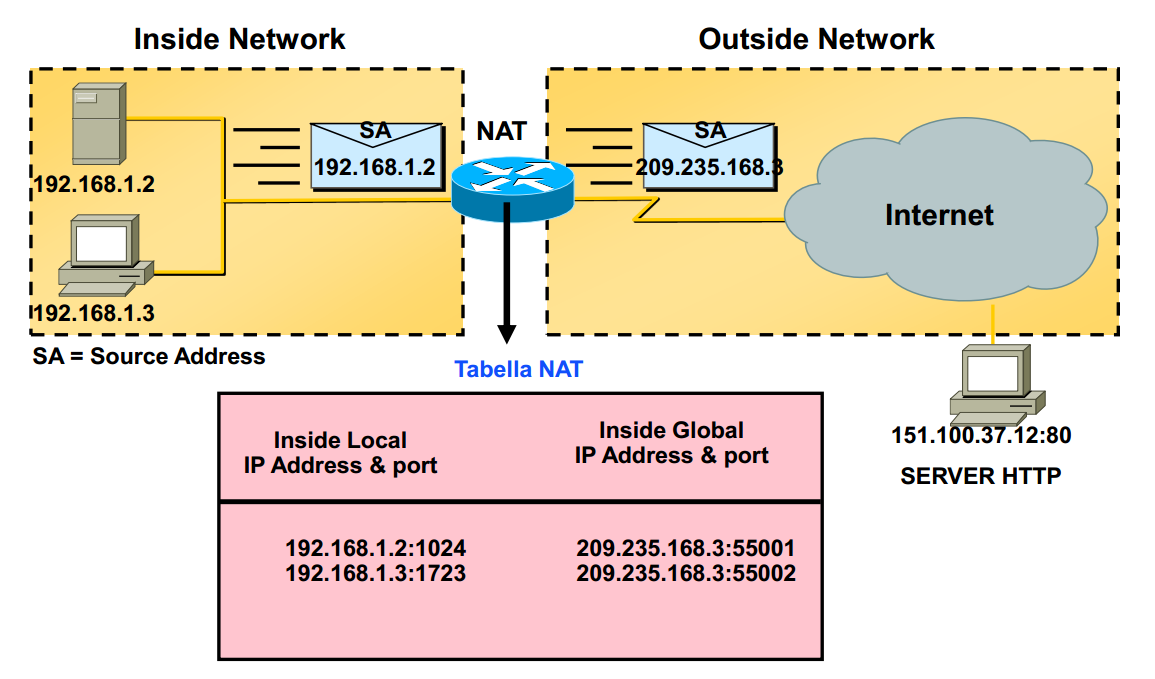 Inside Network
Outside Network
SA
192.168.1.2
NAT
SA
209.235.168.3
192.168.1.2
Internet
192.168.1.3
SA = Source Address
Tabella NAT
Inside Local
IP Address & port
Inside Global
IP Address & port
192.168.1.2:1024 209.235.168.3:55001
192.168.1.3:1723 209.235.168.3:55002
151.100.37.12:80
SERVER HTTP